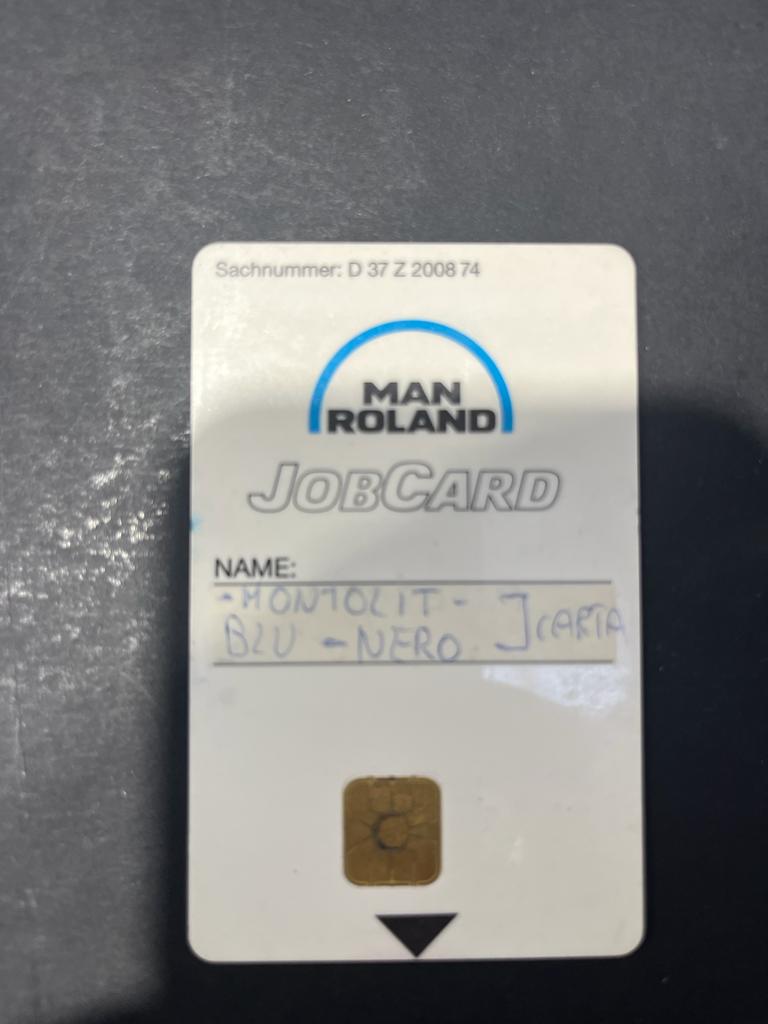 Sachnummer: D 37 Z 2008 74
MAN
ROLAND
JOBCARD
NAME:
-MONTOLIT-
BLU -NERO ] CARTA